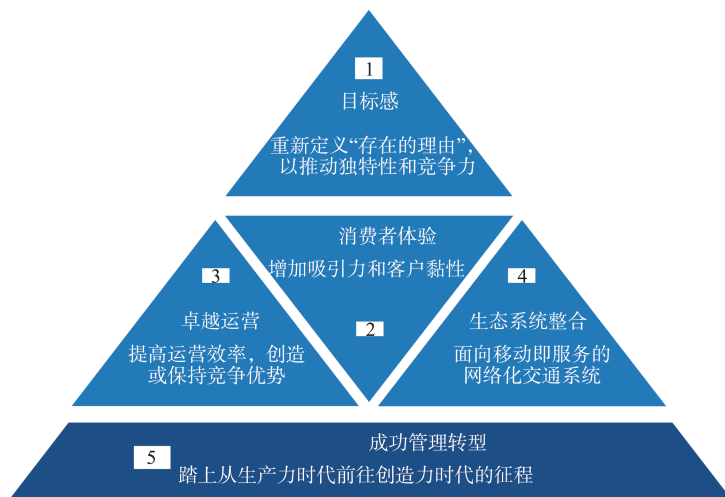 1
目标感
重新定义“存在的理由”，
以推动独特性和竞争力
消费者体验
增加吸引力和客户黏性
2
3
卓越运营
提高运营效率，创造
或保持竞争优势
4
生态系统整合
面向移动即服务的
网络化交通系统
5
成功管理转型
踏上从生产力时代前往创造力时代的征程